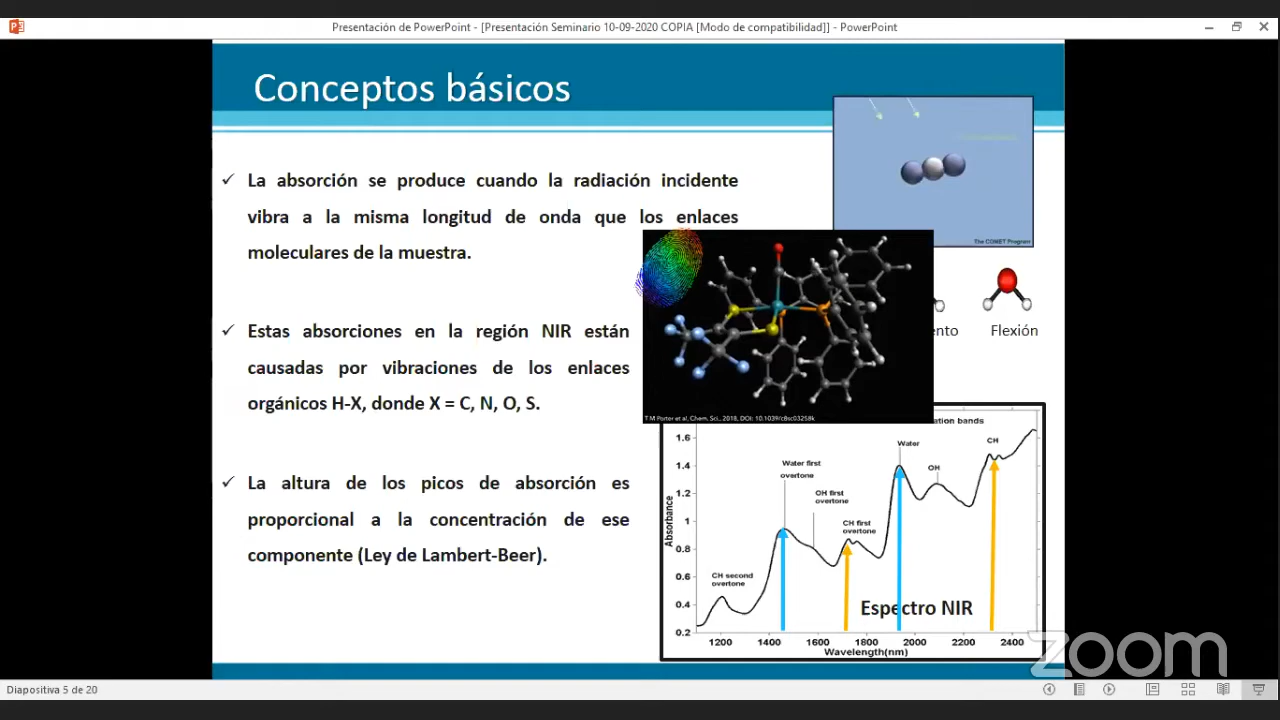 Presentación de PowerPoint - [Presentación Seminario 10-09-2020 COPIA [Modo de compatibilidad]] - PowerPoint
Conceptos básicos
The COMET Program
✓ La absorción se produce cuando la radiación incidente
vibra a la misma longitud de onda que los enlaces
moleculares de la muestra.
ento
Flexión
✓ Estas absorciones en la región NIR están
causadas por vibraciones de los enlaces
orgánicos H-X, donde X = C, N, O, S.
T M Porter et al, Chem. Sci., 2018, DOI: 10.1039/c8sc03258k
✓ La altura de los picos de absorción es
proporcional a la concentración de ese
componente (Ley de Lambert-Beer).
ation bands
Absorbance
1.6
1.4
1.2
1
0.8
0.6
0.4
0.2
CH second
overtone
Water first
overtone
OH first
overtone
CH first
overtone
Water
OH
CH
Espectro NIR
1200
1400
1600
1800
2000
2200
2400
Wavelength(nm)
zoom
Diapositiva 5 de 20